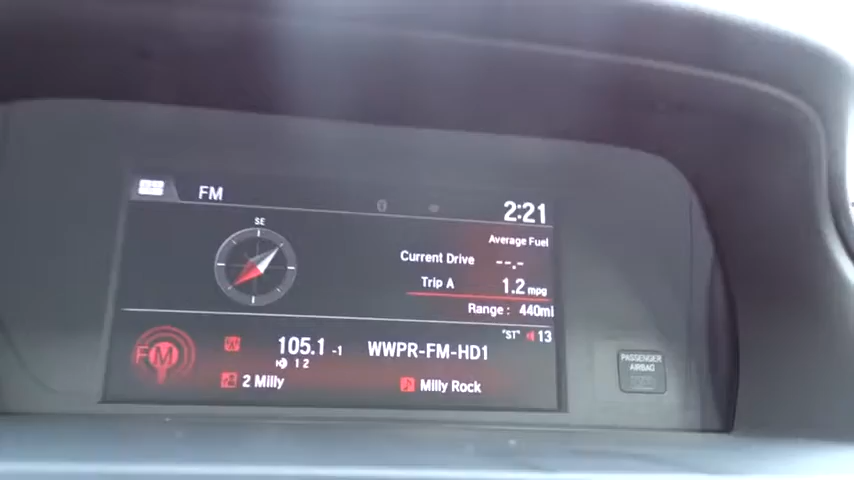 FM
2:21
SE
Average Fuel
Current Drive --.-
Trip A 1.2 mpg
Range: 440mi
"ST" 13
FM
105.1 -1 WWPR-FM-HD1
1 2
2 Milly Milly Rock
PASSENGER
AIRBAG